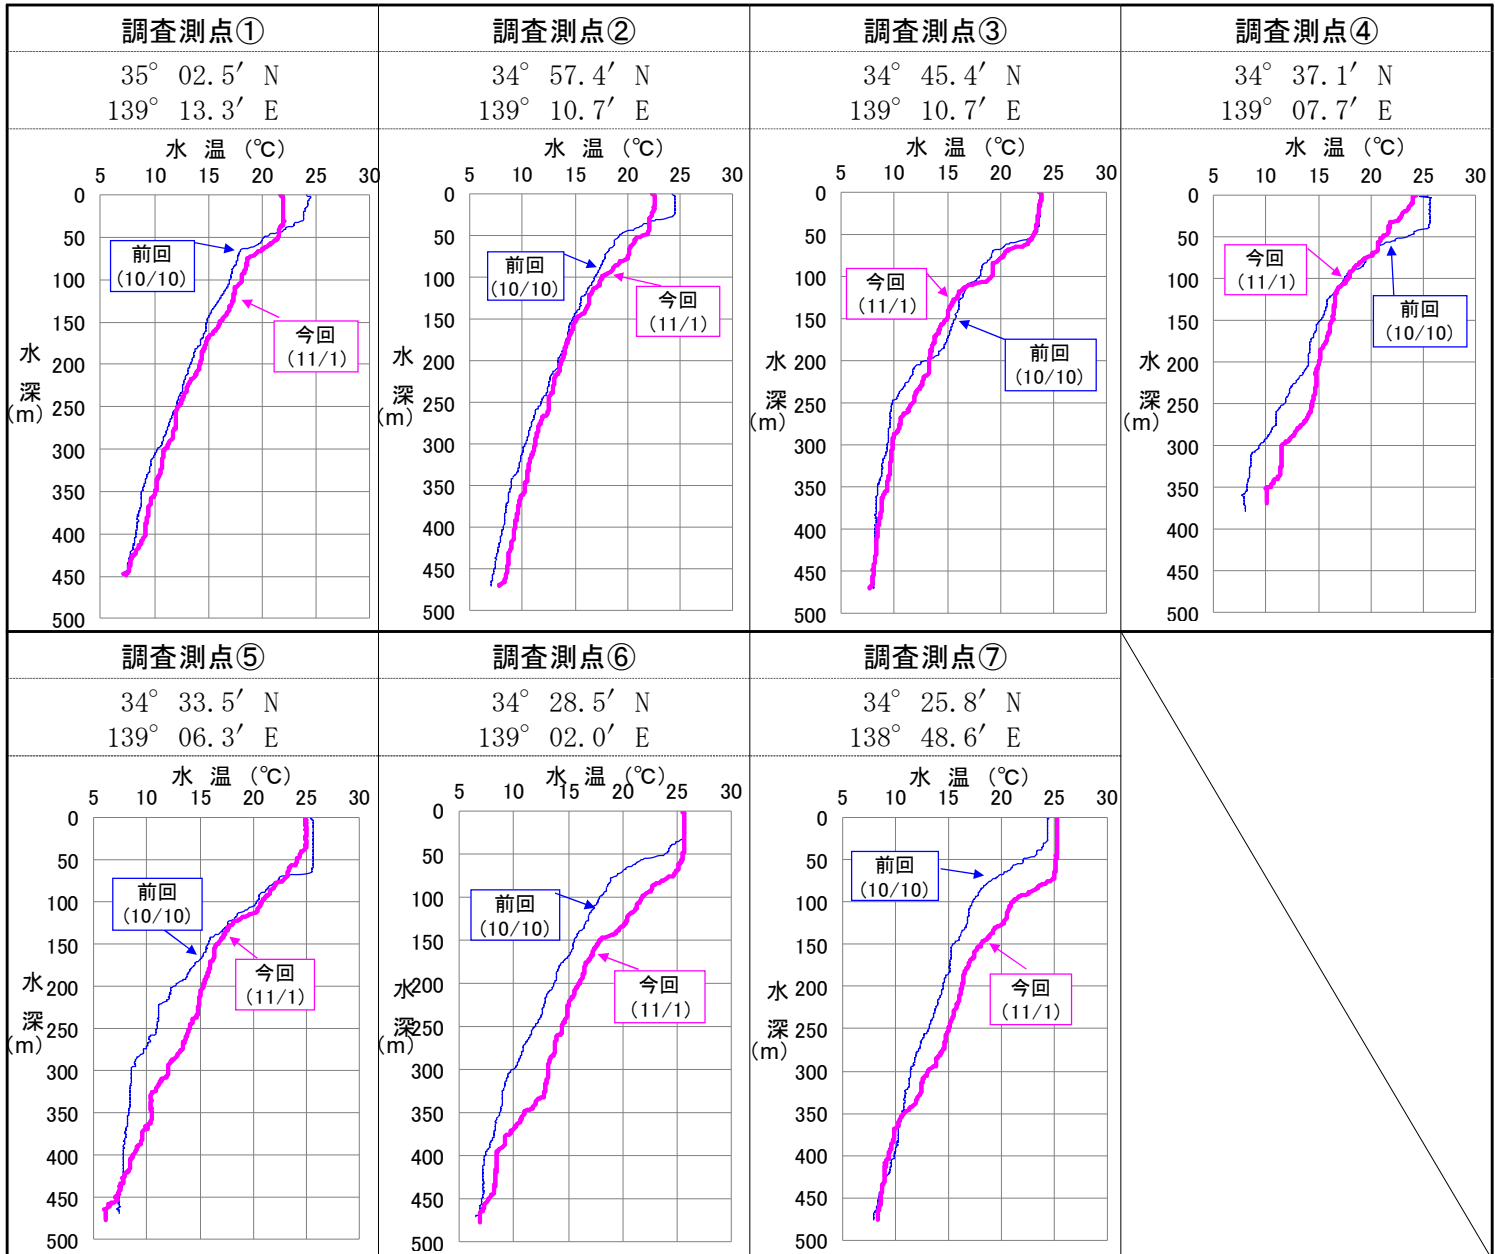 調査測点①
35° 02.5′ N
139° 13.3′ E
水 温 (℃)
5 10 15 20 25 30
0
50
100
150
200
250
300
350
400
450
500
水深(m)
前回
(10/10)
今回
(11/1)
調査測点②
34° 57.4′ N
139° 10.7′ E
水 温 (℃)
5 10 15 20 25 30
0
50
100
150
200
250
300
350
400
450
500
水深(m)
前回
(10/10)
今回
(11/1)
調査測点③
34° 45.4′ N
139° 10.7′ E
水 温 (℃)
5 10 15 20 25 30
0
50
100
150
200
250
300
350
400
450
500
水深(m)
今回
(11/1)
前回
(10/10)
調査測点④
34° 37.1′ N
139° 07.7′ E
水 温 (℃)
5 10 15 20 25 30
0
50
100
150
200
250
300
350
400
450
500
水深(m)
今回
(11/1)
前回
(10/10)
調査測点⑤
34° 33.5′ N
139° 06.3′ E
水 温 (℃)
5 10 15 20 25 30
0
50
100
150
200
250
300
350
400
450
500
水深(m)
前回
(10/10)
今回
(11/1)
調査測点⑥
34° 28.5′ N
139° 02.0′ E
水 温 (℃)
5 10 15 20 25 30
0
50
100
150
200
250
300
350
400
450
500
水深(m)
前回
(10/10)
今回
(11/1)
調査測点⑦
34° 25.8′ N
138° 48.6′ E
水 温 (℃)
5 10 15 20 25 30
0
50
100
150
200
250
300
350
400
450
500
水深(m)
前回
(10/10)
今回
(11/1)